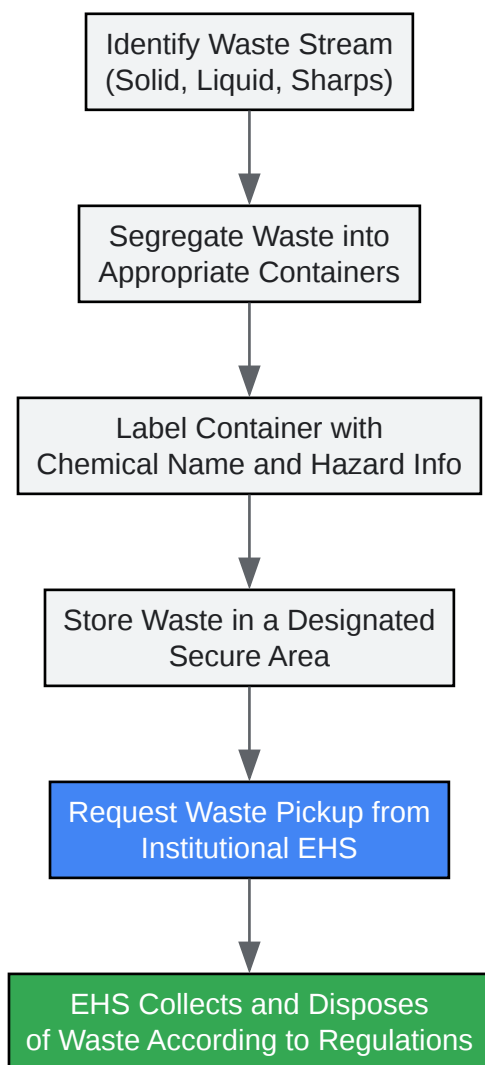 Identify Waste Stream
(Solid, Liquid, Sharps)
Segregate Waste into
Appropriate Containers
Label Container with
Chemical Name and Hazard Info
Store Waste in a Designated
Secure Area
Request Waste Pickup from
Institutional EHS
EHS Collects and Disposes
of Waste According to Regulations